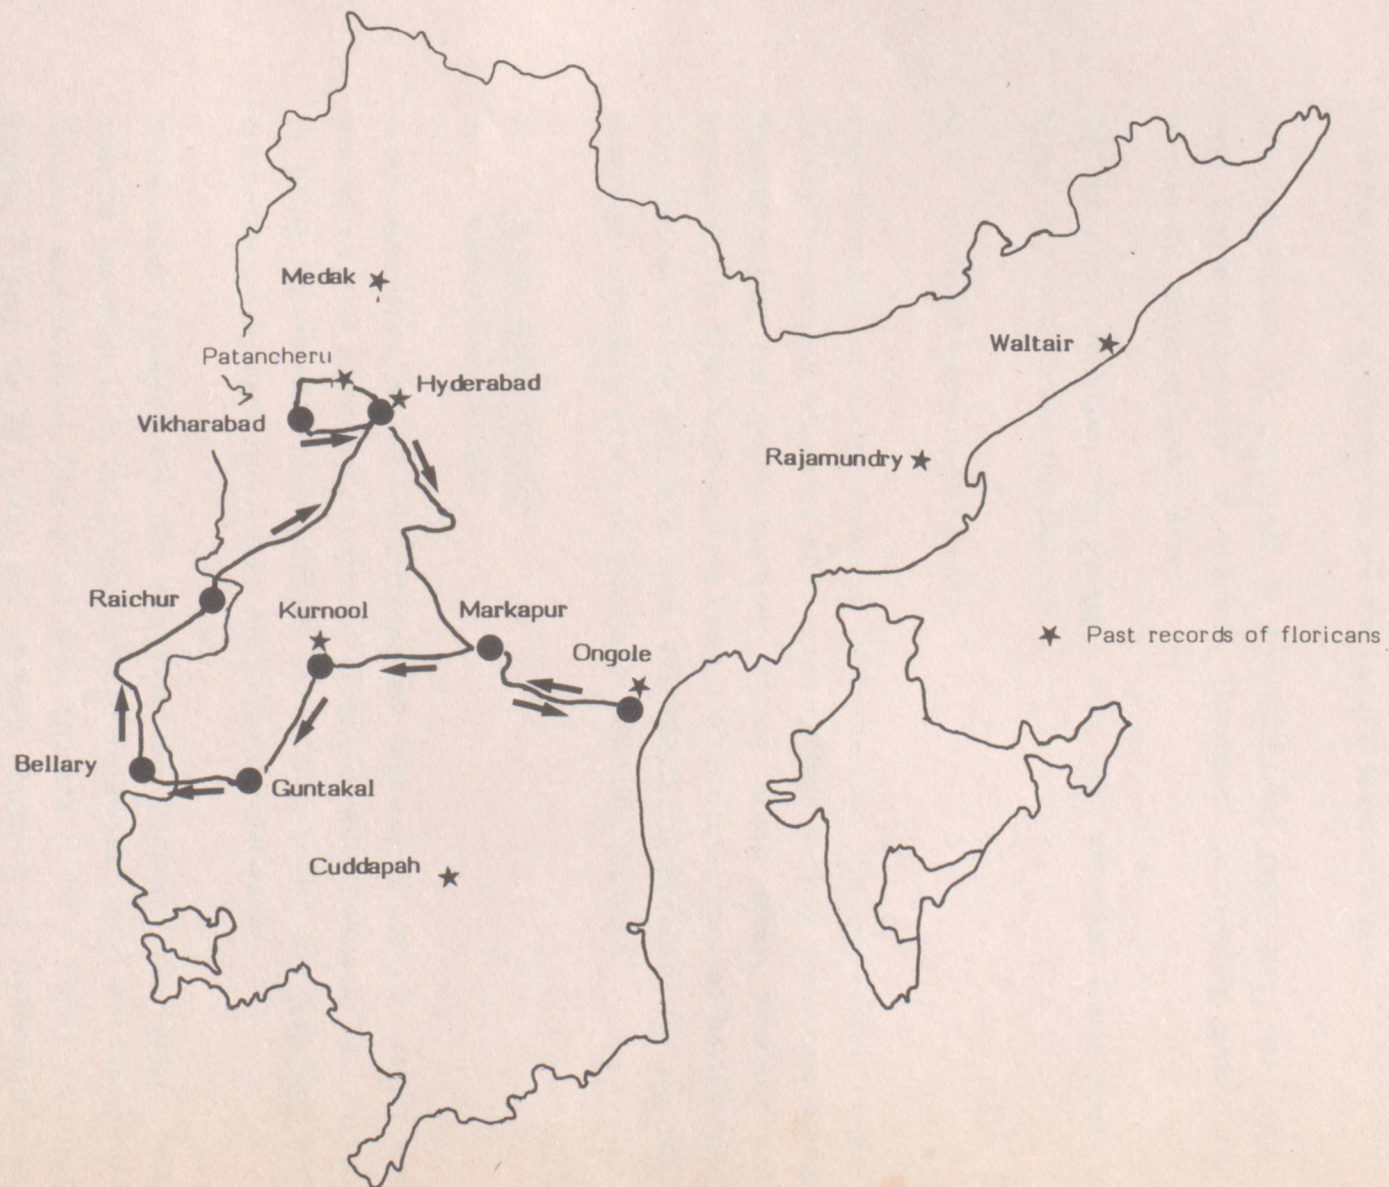 Medak
Waltair
Patancheru
Hyderabad
Vikharabad
Rajamundry
Raichur
Kurnool
Markapur
Past records of floricans
Ongole
Bellary
Guntakal
Cuddapah